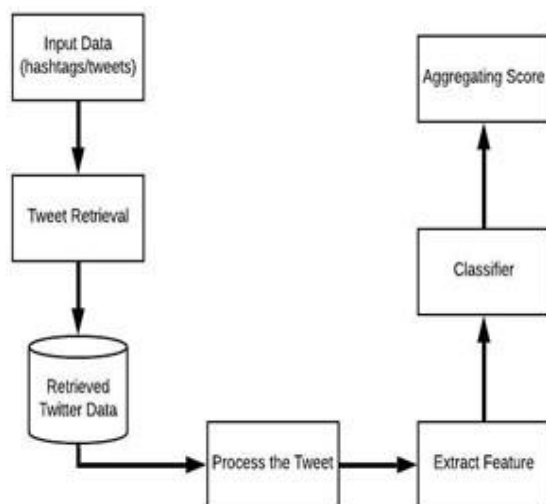 Input Data
(hashtags/tweets)
Tweet Retrieval
Retrieved
Twitter Data
Process the Tweet
Extract Feature
Classifier
Aggregating Score